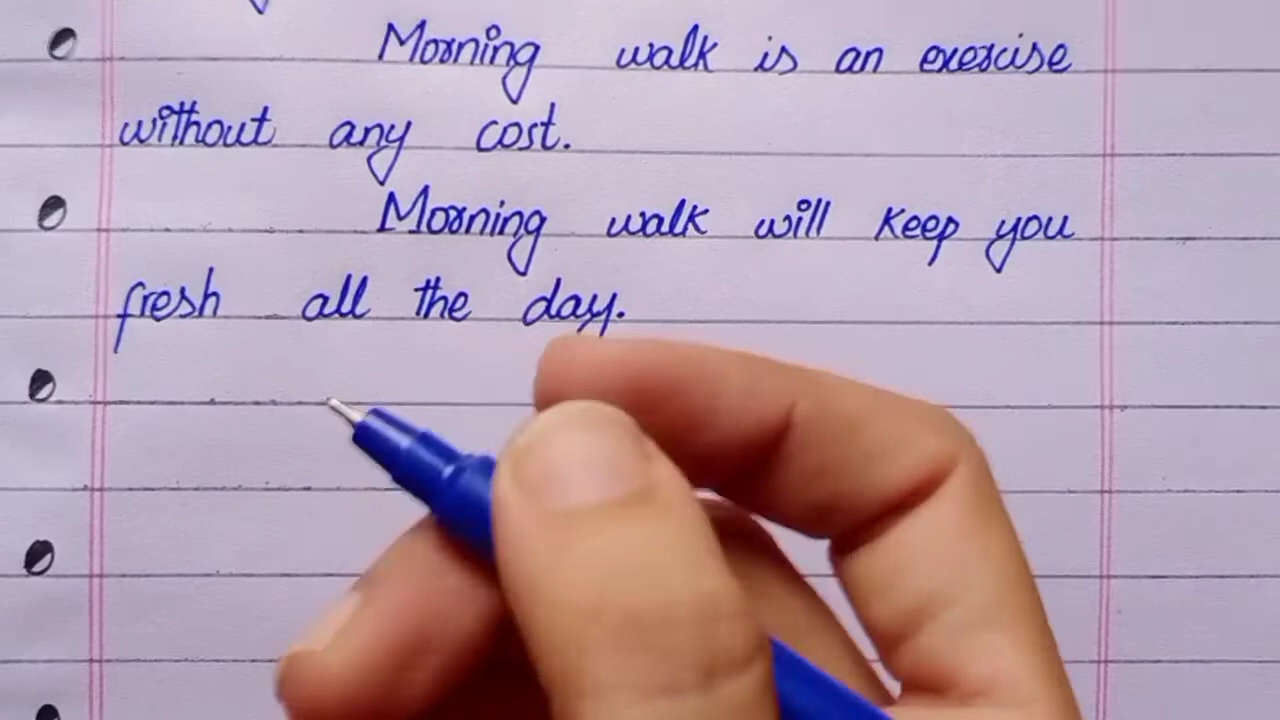 Morning walk is an exercise
without any cost.
Morning walk will keep you
fresh all the day.